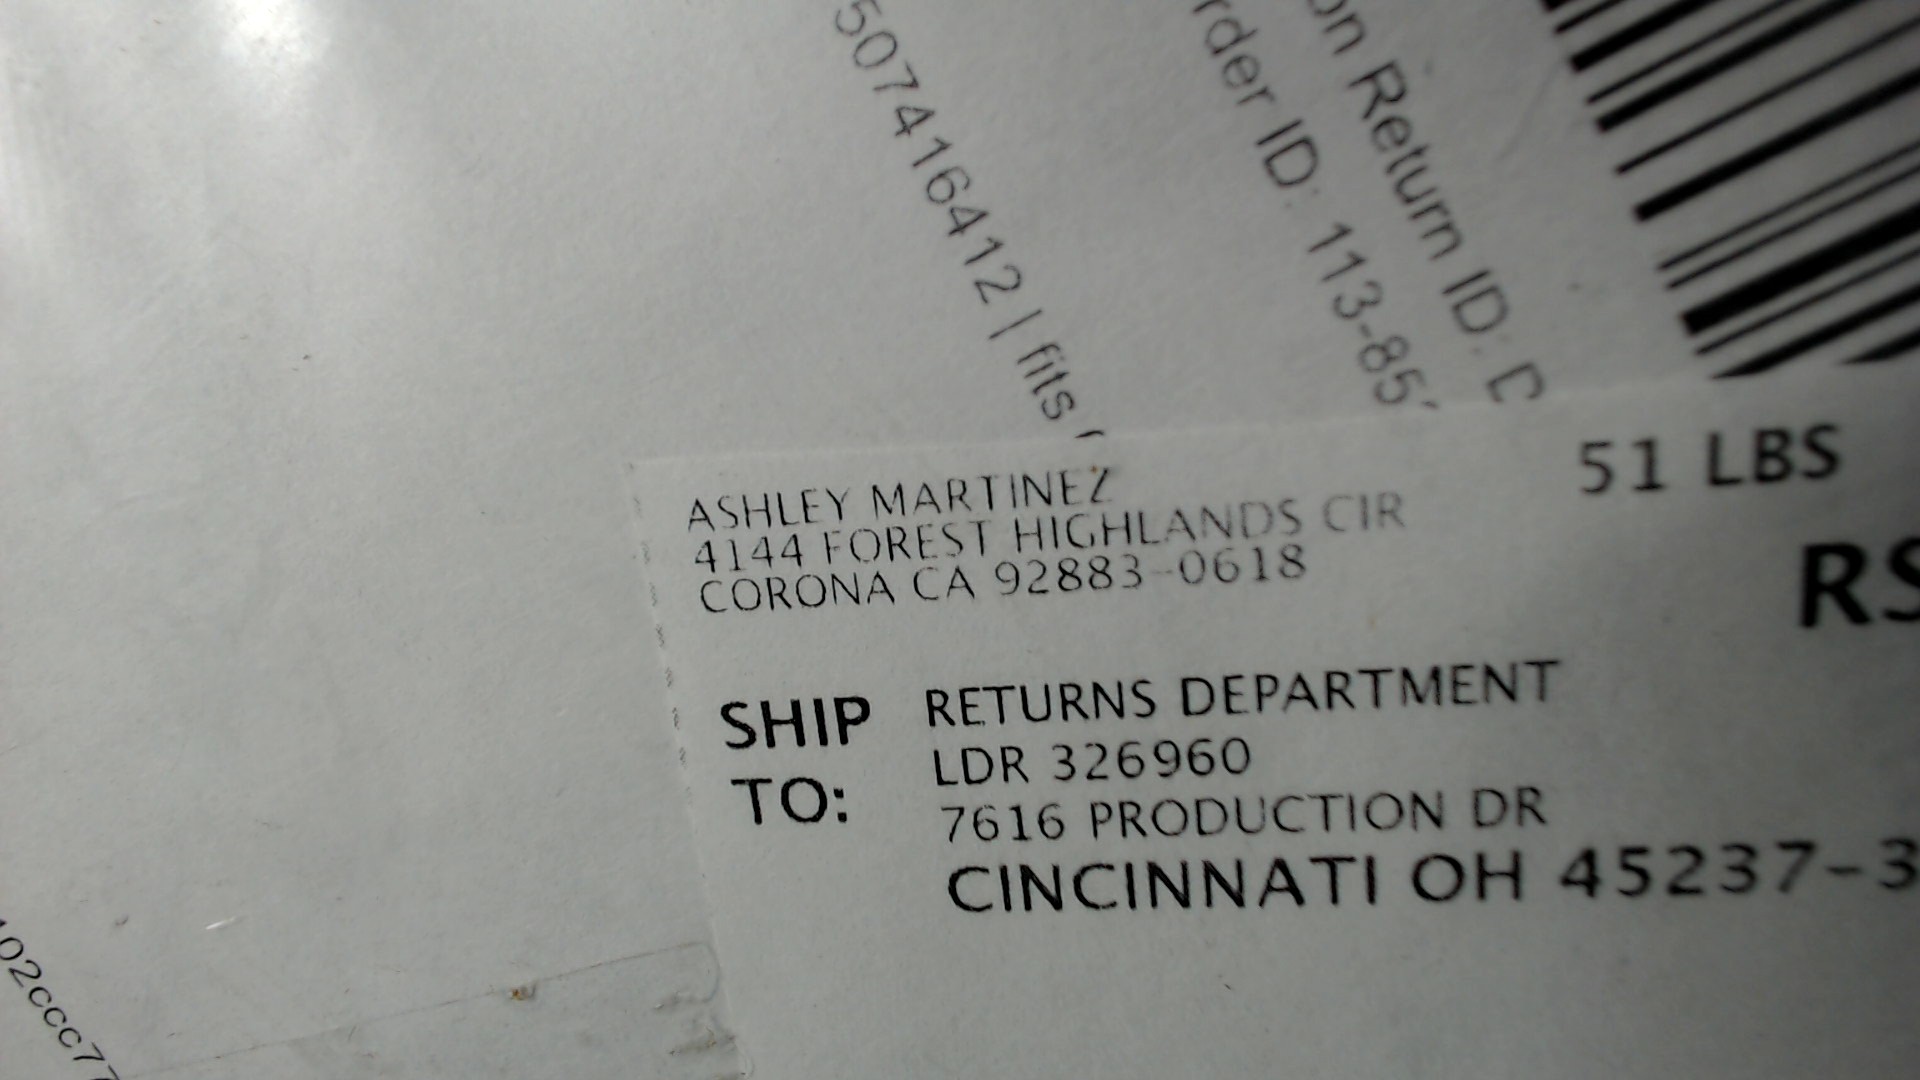 507416412 | fits
rder ID: 113-85
on Return ID: D
ASHLEY MARTINEZ
4144 FOREST HIGHLANDS CIR
CORONA CA 92883-0618
51 LBS
RS
SHIP TO:
RETURNS DEPARTMENT
LDR 326960
7616 PRODUCTION DR
CINCINNATI OH 45237-3
02ccc77